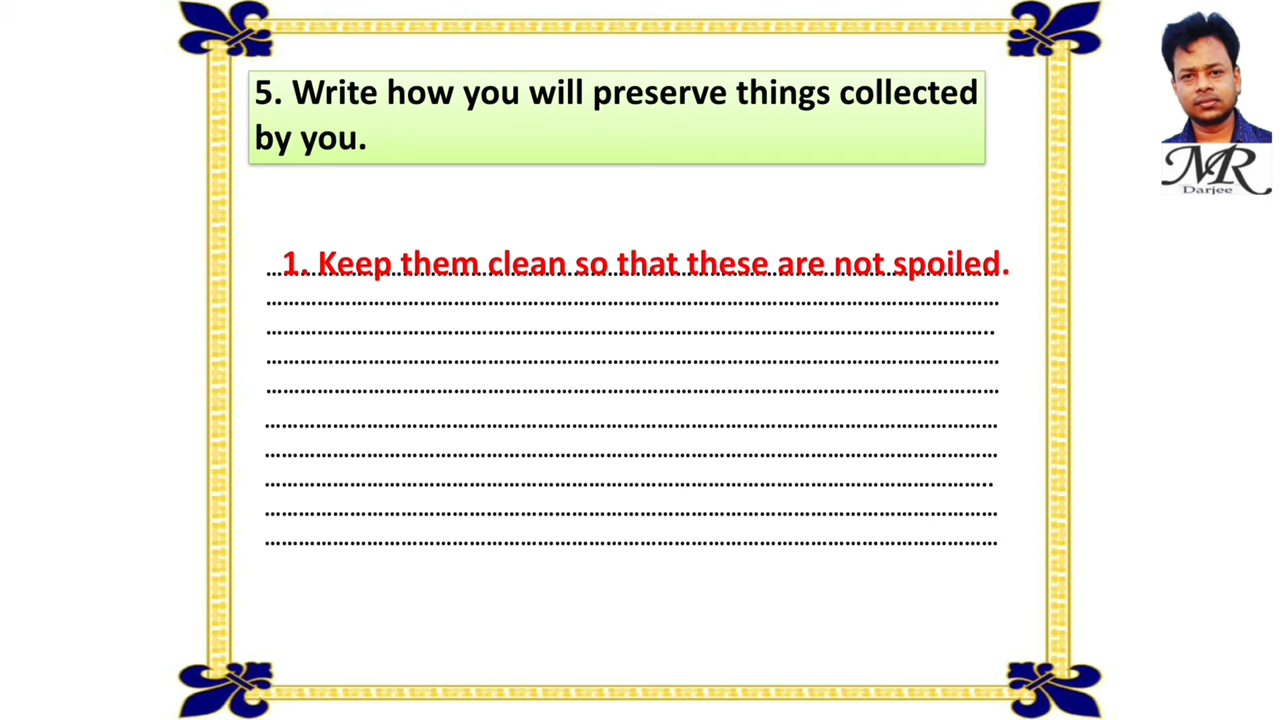 5. Write how you will preserve things collected
by you.
1. Keep them clean so that these are not spoiled.
MR
Darjee